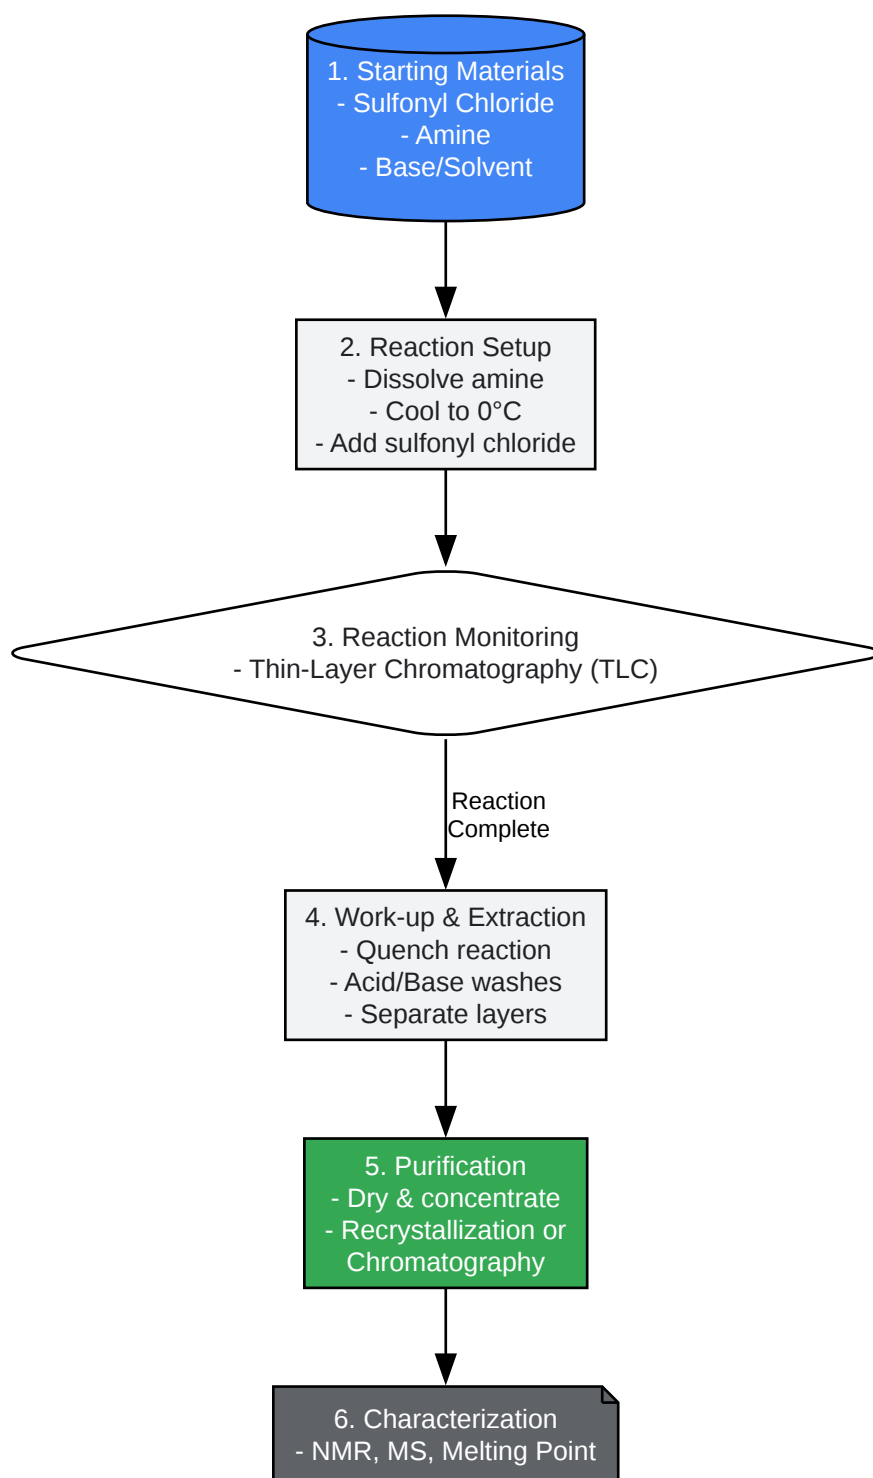 1. Starting Materials
- Sulfonyl Chloride
- Amine
- Base/Solvent
2. Reaction Setup
- Dissolve amine
- Cool to 0°C
- Add sulfonyl chloride
3. Reaction Monitoring
- Thin-Layer Chromatography (TLC)
Reaction
Complete
4. Work-up & Extraction
- Quench reaction
- Acid/Base washes
- Separate layers
5. Purification
- Dry & concentrate
- Recrystallization or
Chromatography
6. Characterization
- NMR, MS, Melting Point